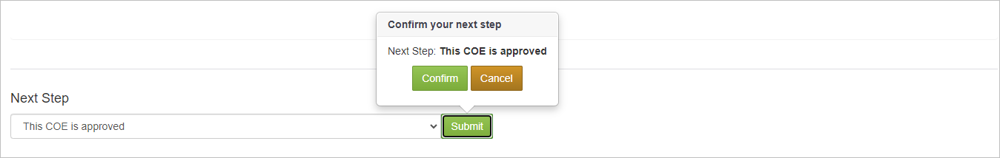 Confirm your next step
Next Step: This COE is approved
Confirm Cancel
Next Step
This COE is approved Submit